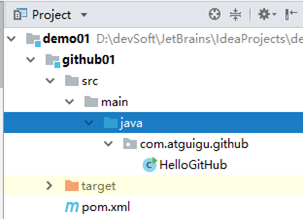 Project
demo01 D:\devSoft\JetBrains\IdeaProjects\de
github01
src
main
java
com.atguigu.github
HelloGitHub
target
pom.xml